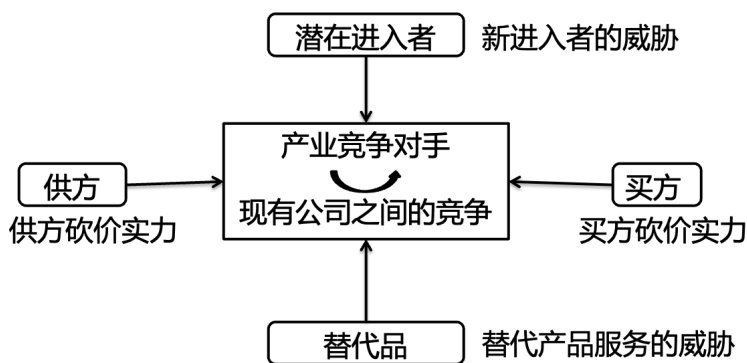 潜在进入者
新进入者的威胁
产业竞争对手
现有公司之间的竞争
供方
供方砍价实力
买方
买方砍价实力
替代品
替代产品服务的威胁